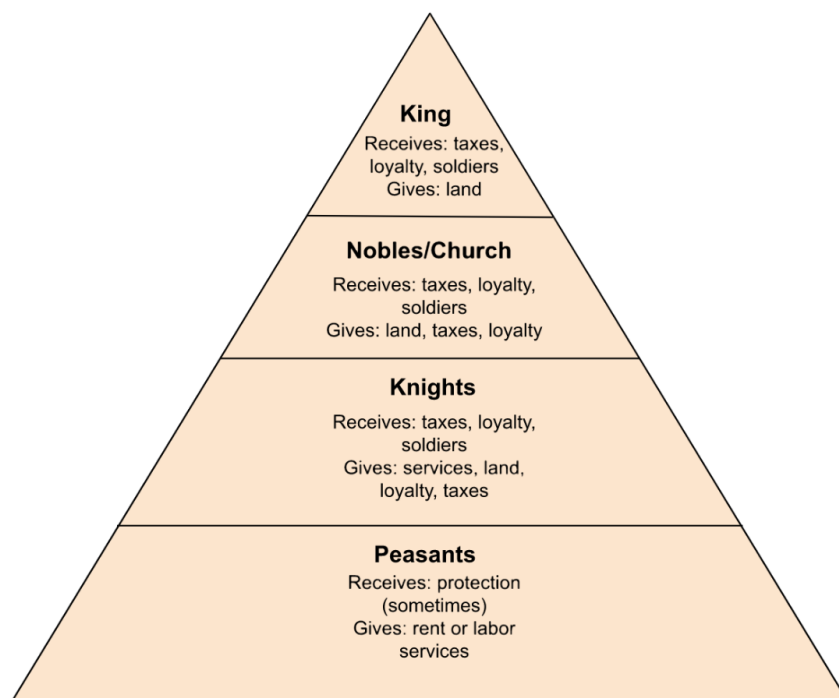 King
Receives: taxes,
loyalty, soldiers
Gives: land
Nobles/Church
Receives: taxes, loyalty,
soldiers
Gives: land, taxes, loyalty
Knights
Receives: taxes, loyalty,
soldiers
Gives: services, land,
loyalty, taxes
Peasants
Receives: protection
(sometimes)
Gives: rent or labor
services